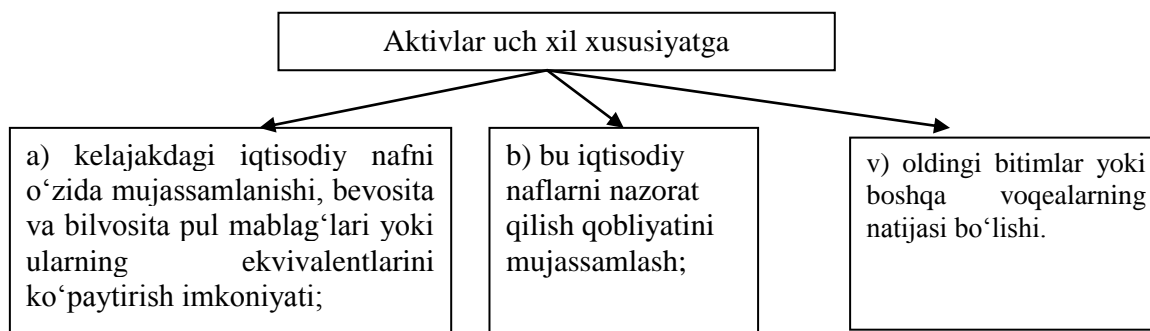 Aktivlar uch xil xususiyatga
a) kelajakdagi iqtisodiy nafni
o‘zida mujassamlanishi, bevosita
va bilvosita pul mablag‘lari yoki
ularning ekvivalentlarini
ko‘paytirish imkoniyati;
b) bu iqtisodiy
naflarni nazorat
qilish qobliyatini
mujassamlash;
v) oldingi bitimlar yoki
boshqa voqealarning
natijasi bo‘lishi.